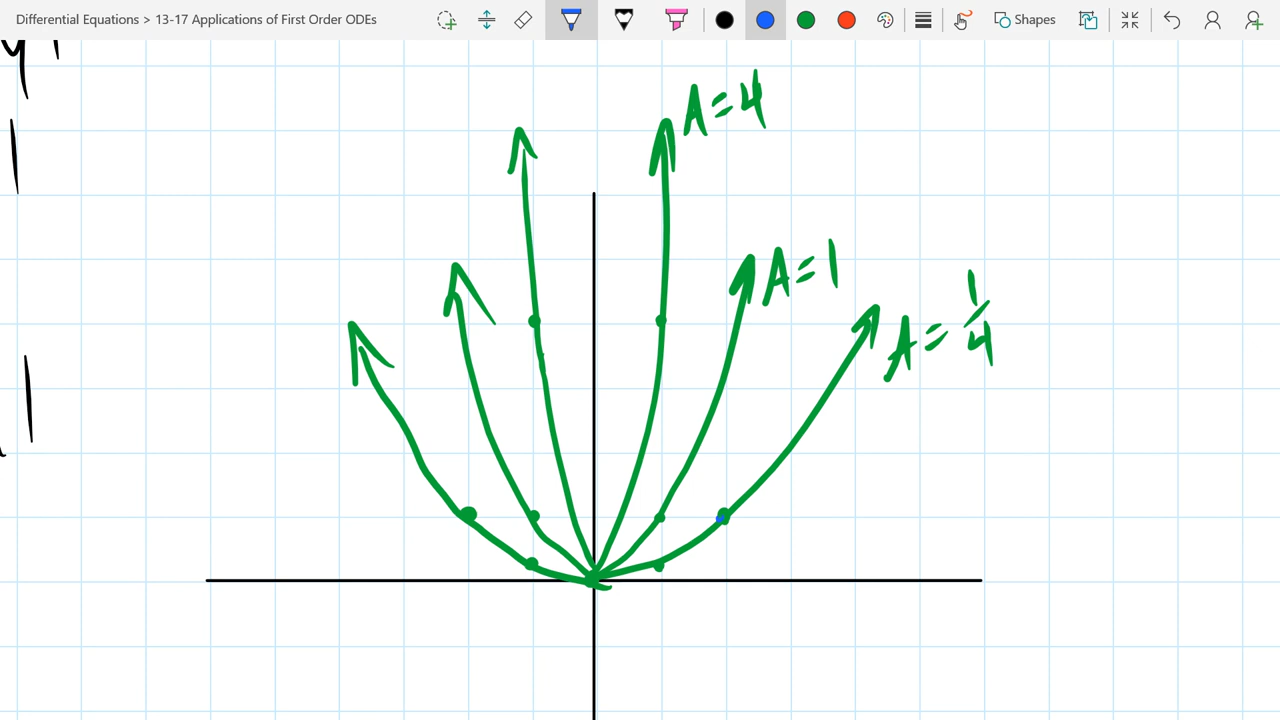 Differential Equations > 13-17 Applications of First Order ODEs
Shapes
A=4
A=1
A=1/4